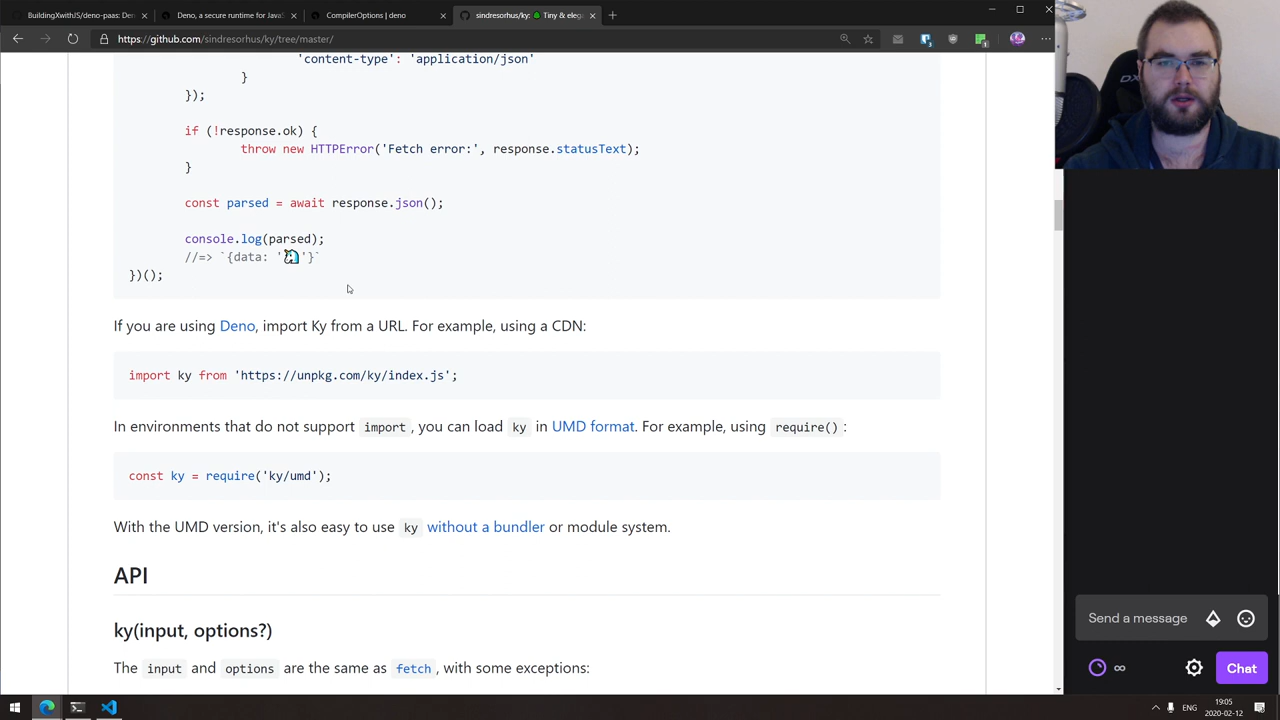 BuildingXwithJS/deno-paas: Den
Deno, a secure runtime for JavaS
CompilerOptions | deno
sindresorhus/ky: 🌳 Tiny & eleg
https://github.com/sindresorhus/ky/tree/master/
'content-type': 'application/json'
}
});
if (!response.ok) {
throw new HTTPError('Fetch error:', response.statusText);
}
const parsed = await response.json();
console.log(parsed);
//=> `{data: '🦄'}`
})();
If you are using Deno, import Ky from a URL. For example, using a CDN:
import ky from 'https://unpkg.com/ky/index.js';
In environments that do not support import, you can load ky in UMD format. For example, using require():
const ky = require('ky/umd');
With the UMD version, it's also easy to use ky without a bundler or module system.
API
ky(input, options?)
The input and options are the same as fetch, with some exceptions:
DX
Send a message
∞
Chat
ENG
19:05
2020-02-12